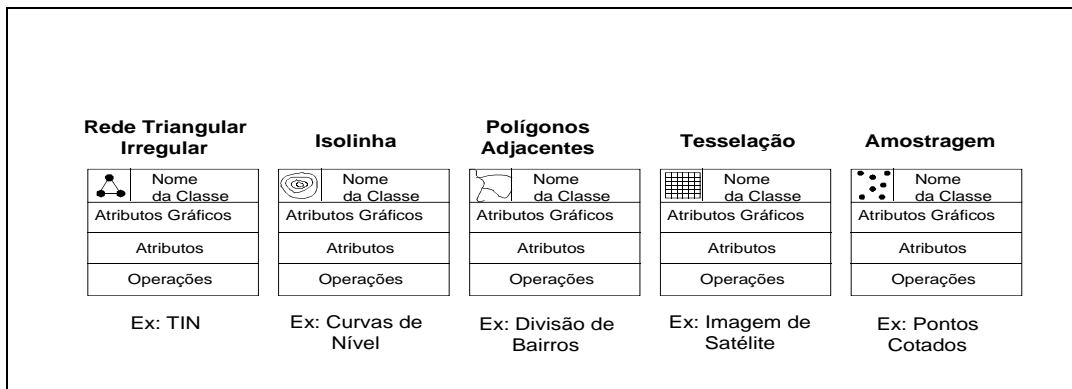 Rede Triangular
Irregular
Nome
da Classe
Atributos Gráficos
Atributos
Operações
Ex: TIN
Isolinha
Nome
da Classe
Atributos Gráficos
Atributos
Operações
Ex: Curvas de
Nível
Polígonos
Adjacentes
Nome
da Classe
Atributos Gráficos
Atributos
Operações
Ex: Divisão de
Bairros
Tesselação
Nome
da Classe
Atributos Gráficos
Atributos
Operações
Ex: Imagem de
Satélite
Amostragem
Nome
da Classe
Atributos Gráficos
Atributos
Operações
Ex: Pontos
Cotados